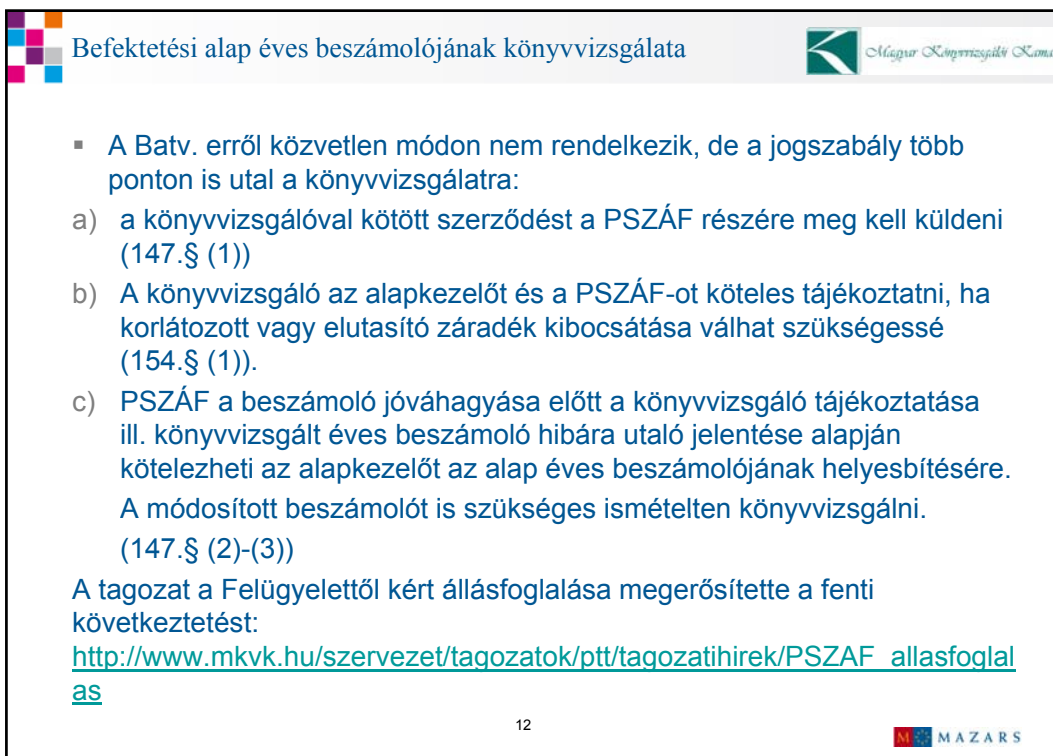 Befektetési alap éves beszámolójának könyvvizsgálata
Magyar Könyvvizsgálói Kama
▪ A Batv. erről közvetlen módon nem rendelkezik, de a jogszabály több
ponton is utal a könyvvizsgálatra:
a) a könyvvizsgálóval kötött szerződést a PSZÁF részére meg kell küldeni
(147.§ (1))
b) A könyvvizsgáló az alapkezelőt és a PSZÁF-ot köteles tájékoztatni, ha
korlátozott vagy elutasító záradék kibocsátása válhat szükségessé
(154.§ (1)).
c) PSZÁF a beszámoló jóváhagyása előtt a könyvvizsgáló tájékoztatása
ill. könyvvizsgált éves beszámoló hibára utaló jelentése alapján
kötelezheti az alapkezelőt az alap éves beszámolójának helyesbítésére.
A módosított beszámolót is szükséges ismételten könyvvizsgálni.
(147.§ (2)-(3))
A tagozat a Felügyelettől kért állásfoglalása megerősítette a fenti
következtetést:
http://www.mkvk.hu/szervezet/tagozatok/ptt/tagozatihirek/PSZAF_allasfoglal
as
12
M MAZARS